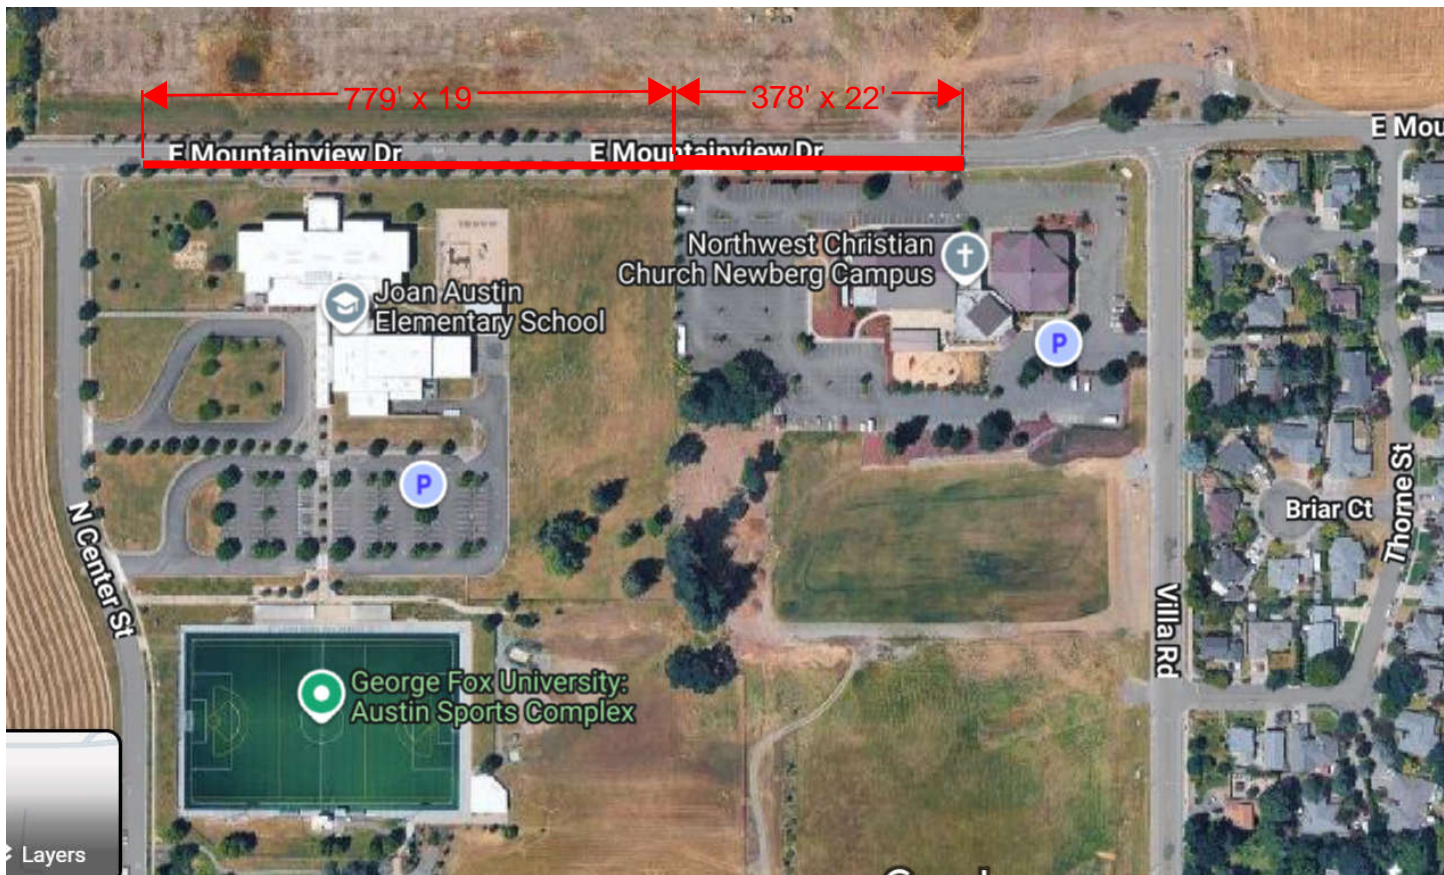 779' x 19
378' x 22'
E Mountainview Dr
E Mountainview Dr
E Mou
Northwest Christian
Church Newberg Campus
Joan Austin
Elementary School
P
P
N Center St
Briar Ct
Thorne St
Villa Rd
George Fox University:
Austin Sports Complex
Layers